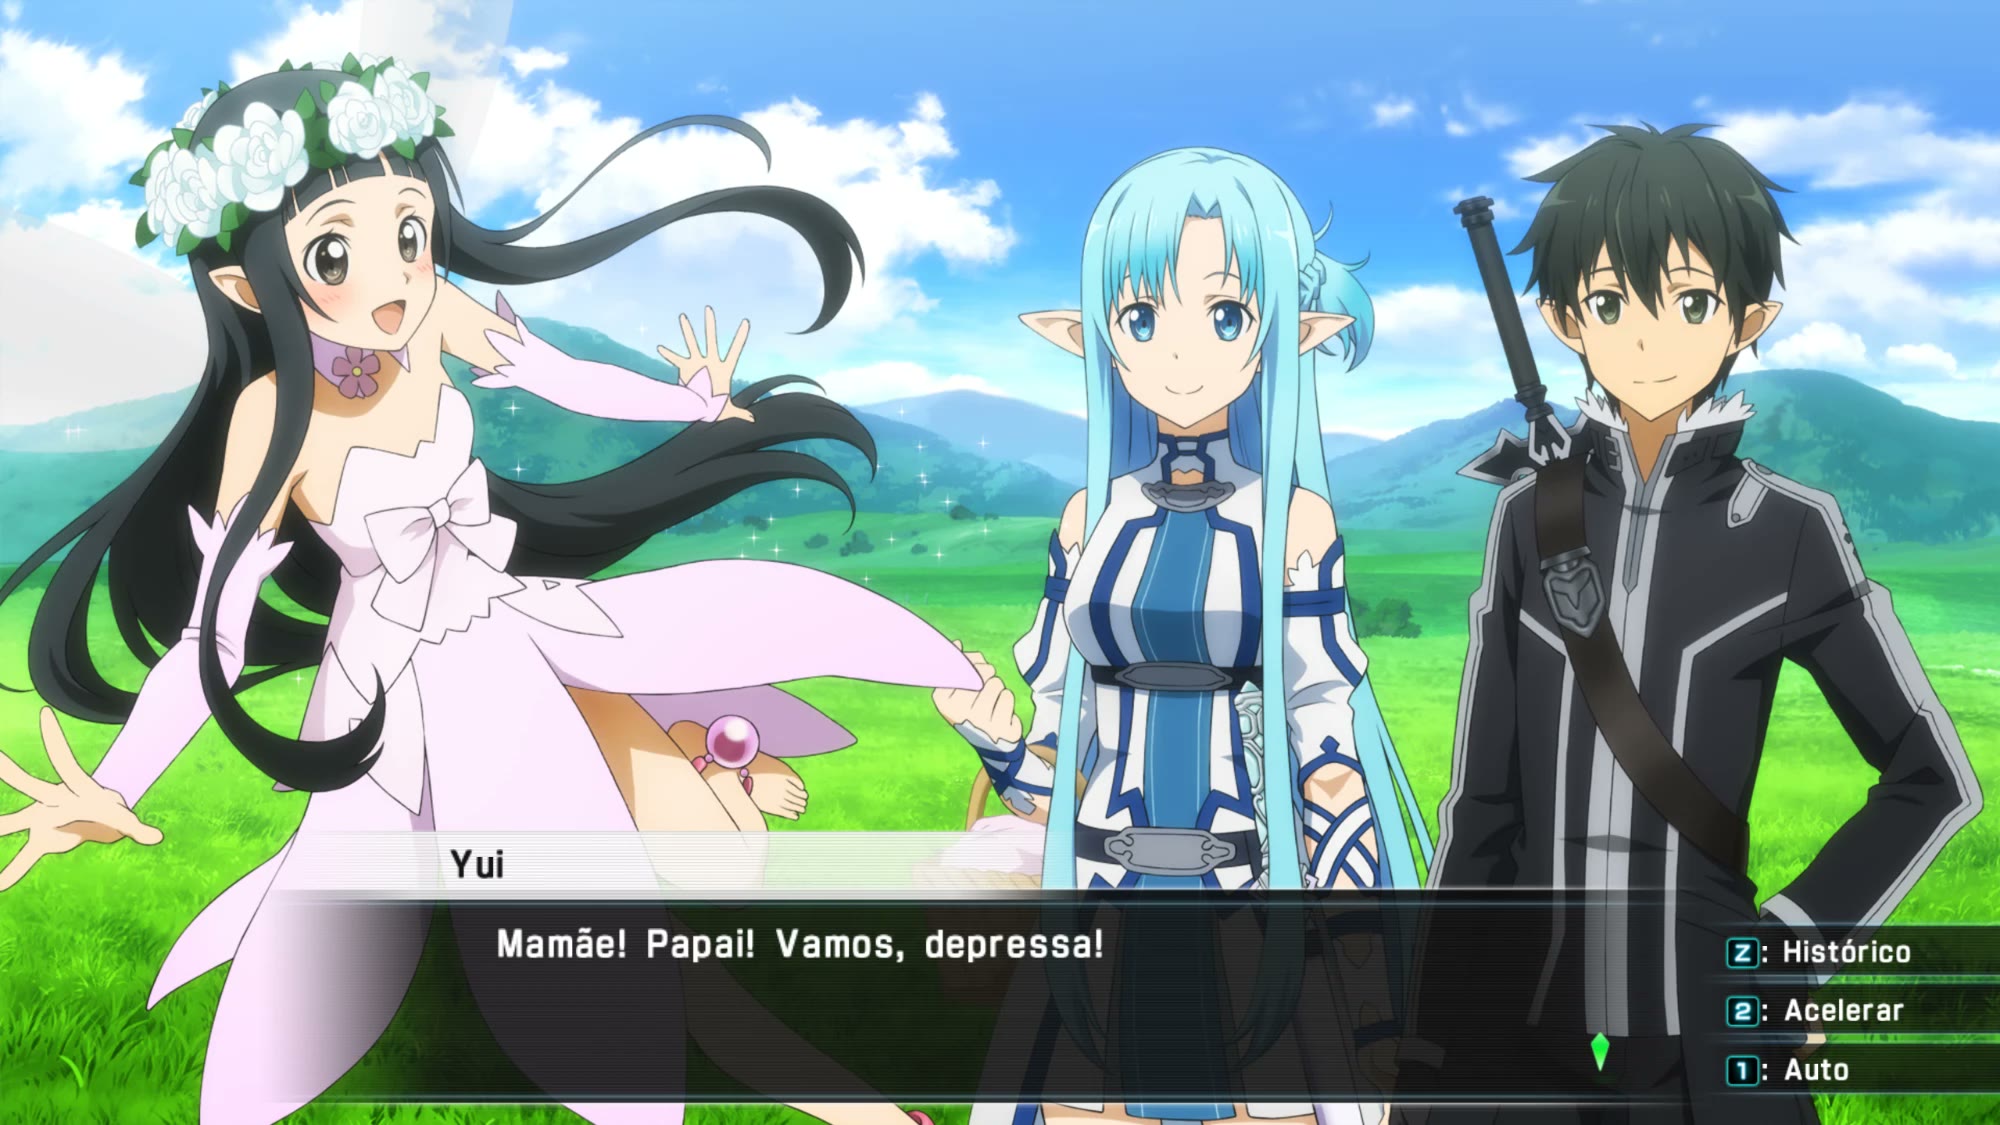 Yui
Mamãe! Papai! Vamos, depressa!
Z: Histórico
2: Acelerar
1: Auto